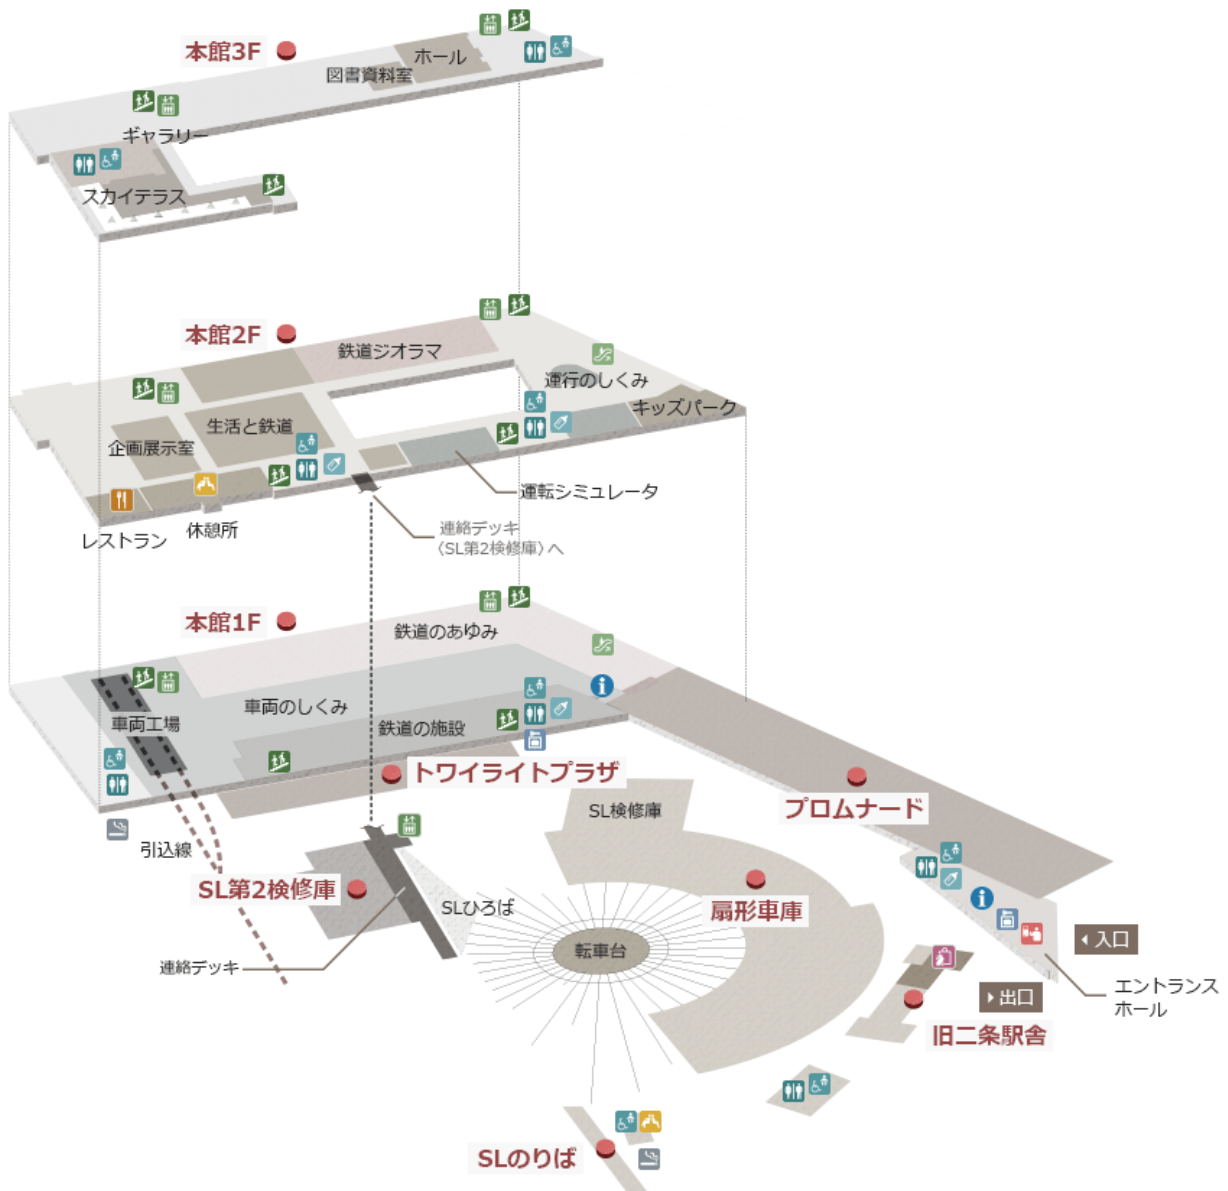 本館3F
ホール
図書資料室
ギャラリー
スカイテラス
本館2F
鉄道ジオラマ
運行のしくみ
キッズパーク
生活と鉄道
企画展示室
運転シミュレータ
レストラン
休憩所
連絡デッキ
〈SL第2検修庫〉へ
本館1F
鉄道のあゆみ
車両のしくみ
車両工場
鉄道の施設
トワイライトプラザ
プロムナード
SL検修庫
引込線
SL第2検修庫
SLひろば
扇形車庫
転車台
連絡デッキ
入口
エントランス
ホール
出口
旧二条駅舎
SLのりば